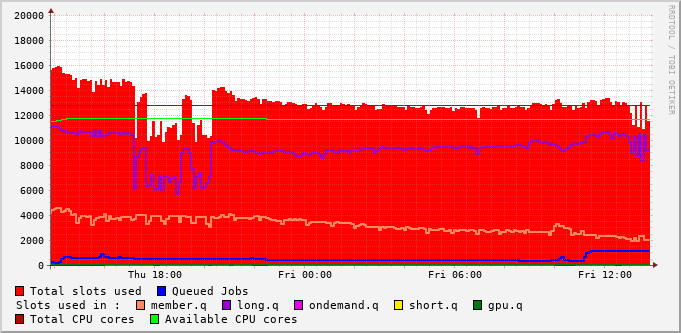 20000
18000
16000
14000
12000
10000
8000
6000
4000
2000
0
Thu 18:00 Fri 00:00 Fri 06:00 Fri 12:00
Total slots used Queued Jobs
Slots used in : member.q long.q ondemand.q short.q gpu.q
Total CPU cores Available CPU cores
RRDTOOL / TOBI OETIKER